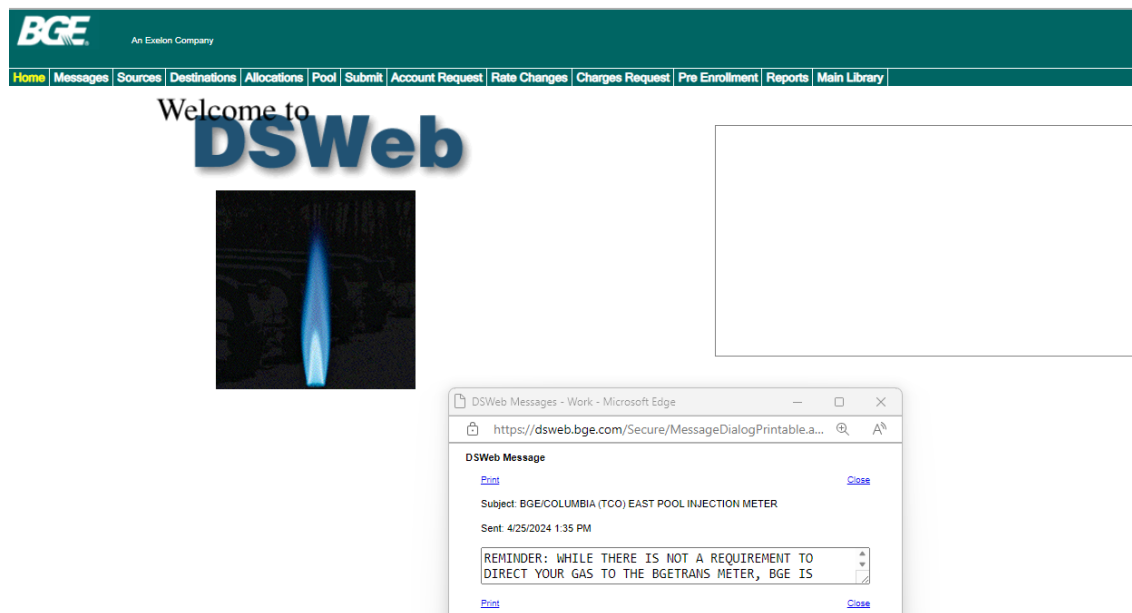 BGE.
An Exelon Company
Home Messages Sources Destinations Allocations Pool Submit Account Request Rate Changes Charges Request Pre Enrollment Reports Main Library
Welcome to
DSWeb
DSWeb Messages - Work - Microsoft Edge
https://dsweb.bge.com/Secure/MessageDialogPrintable.a...
DSWeb Message
Print Close
Subject: BGE/COLUMBIA (TCO) EAST POOL INJECTION METER
Sent: 4/25/2024 1:35 PM
REMINDER: WHILE THERE IS NOT A REQUIREMENT TO
DIRECT YOUR GAS TO THE BGETRANS METER, BGE IS
Print Close